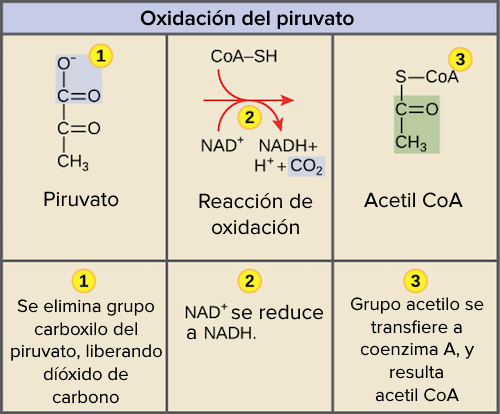 Oxidación del piruvato
1
O⁻
C=O
C=O
CH₃
Piruvato
CoA–SH
2
NAD⁺ NADH+
H⁺ + CO₂
Reacción de
oxidación
3
S—CoA
C=O
CH₃
Acetil CoA
1
Se elimina grupo
carboxilo del
piruvato, liberando
dióxido de
carbono
2
NAD⁺ se reduce
a NADH.
3
Grupo acetilo se
transfiere a
coenzima A, y
resulta
acetil CoA